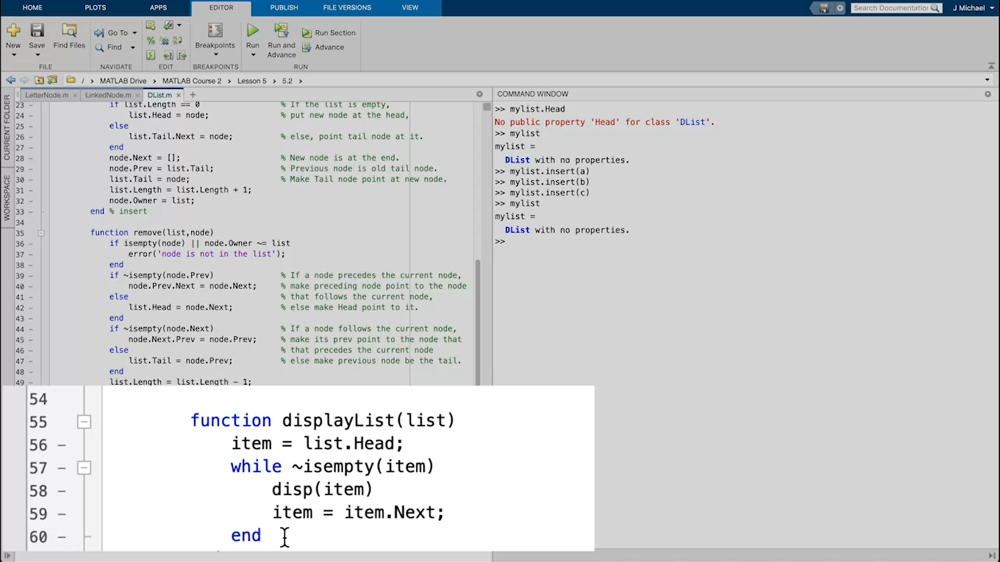 HOME PLOTS APPS EDITOR PUBLISH FILE VERSIONS VIEW Search Documentation J Michael
New Save Find Files Go To Find Breakpoints Run Run and Advance Run Section Advance
FILE NAVIGATE EDIT BREAKPOINTS RUN
/ › MATLAB Drive › MATLAB Course 2 › Lesson 5 › 5.2 ›
CURRENT FOLDER
WORKSPACE
LetterNode.m × LinkedNode.m × DList.m × +
23 – if list.Length == 0 % If the list is empty,
24 – list.Head = node; % put new node at the head,
25 – else
26 – list.Tail.Next = node; % else, point tail node at it.
27 – end
28 – node.Next = []; % New node is at the end.
29 – node.Prev = list.Tail; % Previous node is old tail node.
30 – list.Tail = node; % Make Tail node point at new node.
31 – list.Length = list.Length + 1;
32 – node.Owner = list;
33 – end % insert
34
35 – function remove(list,node)
36 – if isempty(node) || node.Owner ~= list
37 – error('node is not in the list');
38 – end
39 – if ~isempty(node.Prev) % If a node precedes the current node,
40 – node.Prev.Next = node.Next; % make preceding node point to the node
41 – else % that follows the current node,
42 – list.Head = node.Next; % else make Head point to it.
43 – end
44 – if ~isempty(node.Next) % If a node follows the current node,
45 – node.Next.Prev = node.Prev; % make its prev point to the node that
46 – else % that precedes the current node
47 – list.Tail = node.Prev; % else make previous node be the tail.
48 – end
49 – list.Length = list.Length - 1;
54
55 function displayList(list)
56 – item = list.Head;
57 – while ~isempty(item)
58 – disp(item)
59 – item = item.Next;
60 – end
COMMAND WINDOW
>> mylist.Head
No public property 'Head' for class 'DList'.
>> mylist
mylist =
DList with no properties.
>> mylist.insert(a)
>> mylist.insert(b)
>> mylist.insert(c)
>> mylist
mylist =
DList with no properties.
>>